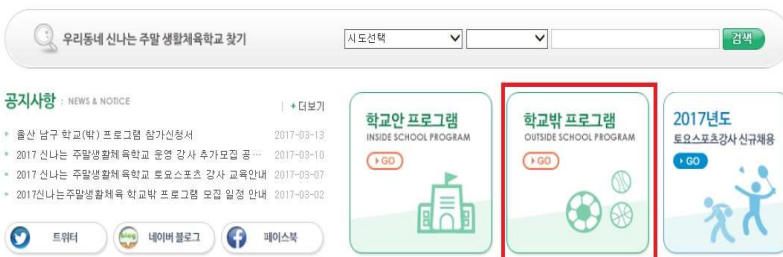 우리동네 신나는 주말 생활체육학교 찾기
시도선택
검색
공지사항 : NEWS & NOTICE
+더보기
울산 남구 학교(밖) 프로그램 참가신청서 2017-03-13
2017 신나는 주말생활체육학교 운영 강사 추가모집 공… 2017-03-10
2017 신나는 주말생활체육학교 토요스포츠 강사 교육안내 2017-03-07
2017신나는주말생활체육 학교밖 프로그램 모집 일정 안내 2017-03-02
blog
트위터
네이버 블로그
페이스북
학교안 프로그램
INSIDE SCHOOL PROGRAM
GO
학교밖 프로그램
OUTSIDE SCHOOL PROGRAM
GO
2017년도
토요스포츠강사 신규채용
GO